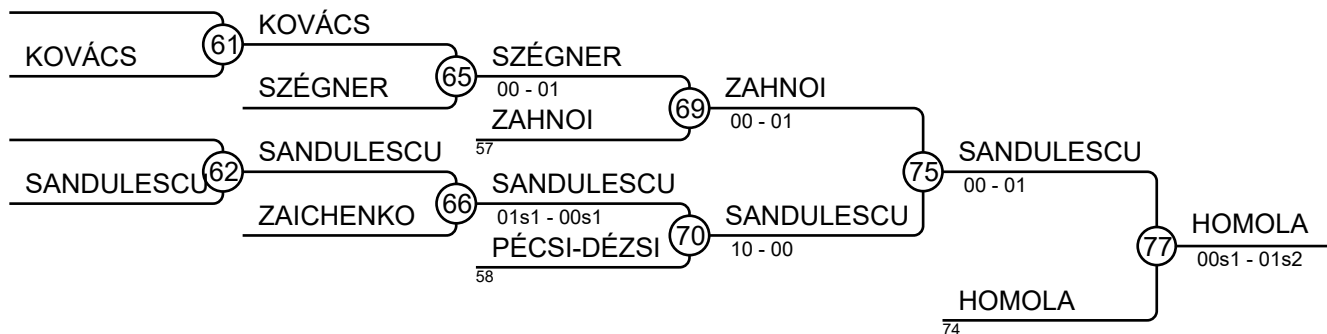 KOVÁCS
61
KOVÁCS
SZÉGNER
65
SZÉGNER
00 - 01
ZAHNOI
57
69
ZAHNOI
00 - 01
SANDULESCU
62
SANDULESCU
ZAICHENKO
66
SANDULESCU
01s1 - 00s1
PÉCSI-DÉZSI
58
70
SANDULESCU
10 - 00
75
SANDULESCU
00 - 01
HOMOLA
74
77
HOMOLA
00s1 - 01s2